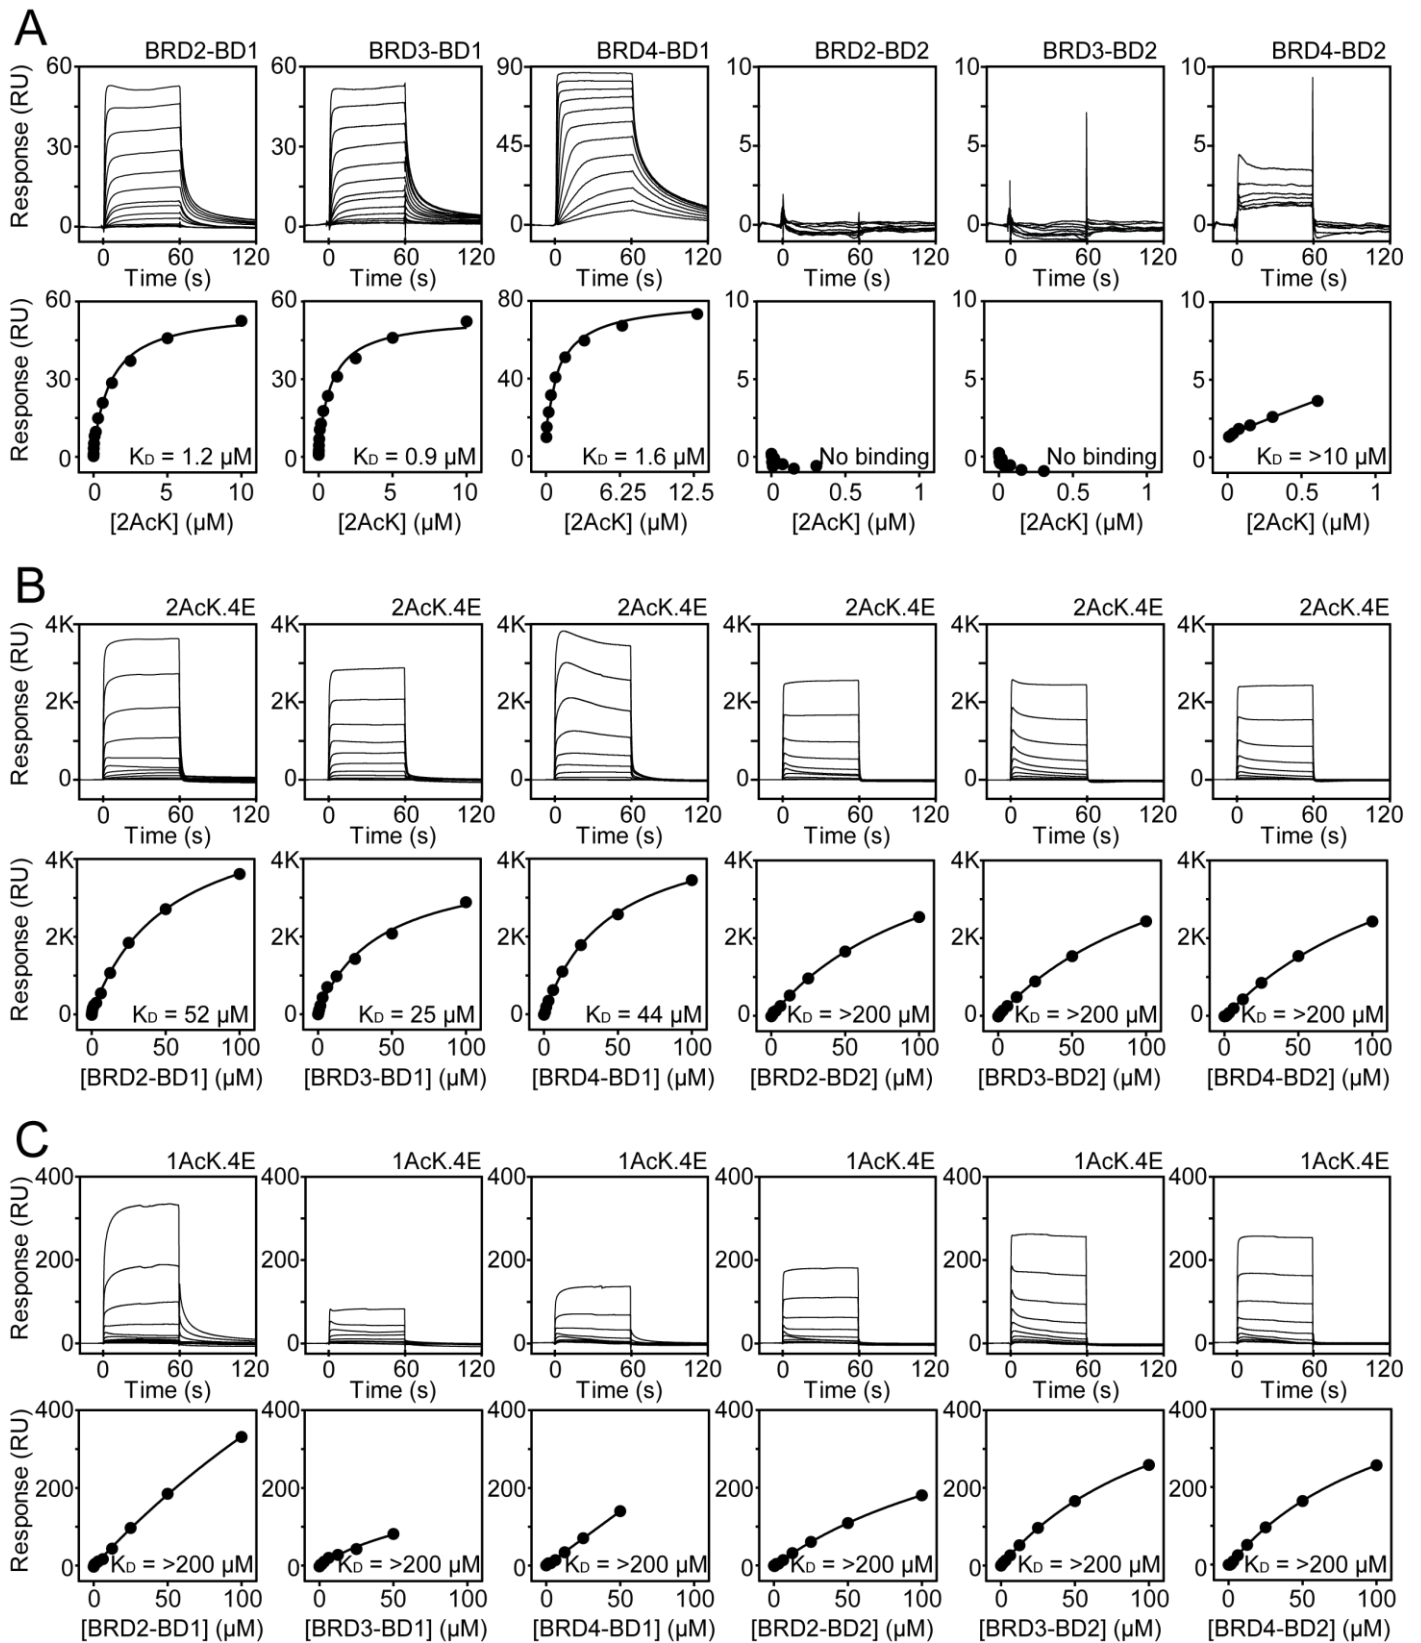 A
BRD2-BD1 BRD3-BD1 BRD4-BD1 BRD2-BD2 BRD3-BD2 BRD4-BD2
Response (RU)
60 30 0 60 30 0 90 45 0 10 5 0 10 5 0 10 5 0
0 60 120 0 60 120 0 60 120 0 60 120 0 60 120 0 60 120
Time (s) Time (s) Time (s) Time (s) Time (s) Time (s)
Response (RU)
60 30 0 60 30 0 80 40 0 10 5 0 10 5 0 10 5 0
KD = 1.2 µM KD = 0.9 µM KD = 1.6 µM No binding No binding KD = >10 µM
0 5 10 0 5 10 0 6.25 12.5 0 0.5 1 0 0.5 1 0 0.5 1
[2AcK] (µM) [2AcK] (µM) [2AcK] (µM) [2AcK] (µM) [2AcK] (µM) [2AcK] (µM)
B
2AcK.4E 2AcK.4E 2AcK.4E 2AcK.4E 2AcK.4E 2AcK.4E
Response (RU)
4K 2K 0 4K 2K 0 4K 2K 0 4K 2K 0 4K 2K 0 4K 2K 0
0 60 120 0 60 120 0 60 120 0 60 120 0 60 120 0 60 120
Time (s) Time (s) Time (s) Time (s) Time (s) Time (s)
Response (RU)
4K 2K 0 4K 2K 0 4K 2K 0 4K 2K 0 4K 2K 0 4K 2K 0
KD = 52 µM KD = 25 µM KD = 44 µM KD = >200 µM KD = >200 µM KD = >200 µM
0 50 100 0 50 100 0 50 100 0 50 100 0 50 100 0 50 100
[BRD2-BD1] (µM) [BRD3-BD1] (µM) [BRD4-BD1] (µM) [BRD2-BD2] (µM) [BRD3-BD2] (µM) [BRD4-BD2] (µM)
C
1AcK.4E 1AcK.4E 1AcK.4E 1AcK.4E 1AcK.4E 1AcK.4E
Response (RU)
400 200 0 400 200 0 400 200 0 400 200 0 400 200 0 400 200 0
0 60 120 0 60 120 0 60 120 0 60 120 0 60 120 0 60 120
Time (s) Time (s) Time (s) Time (s) Time (s) Time (s)
Response (RU)
400 200 0 400 200 0 400 200 0 400 200 0 400 200 0 400 200 0
KD = >200 µM KD = >200 µM KD = >200 µM KD = >200 µM KD = >200 µM KD = >200 µM
0 50 100 0 50 100 0 50 100 0 50 100 0 50 100 0 50 100
[BRD2-BD1] (µM) [BRD3-BD1] (µM) [BRD4-BD1] (µM) [BRD2-BD2] (µM) [BRD3-BD2] (µM) [BRD4-BD2] (µM)